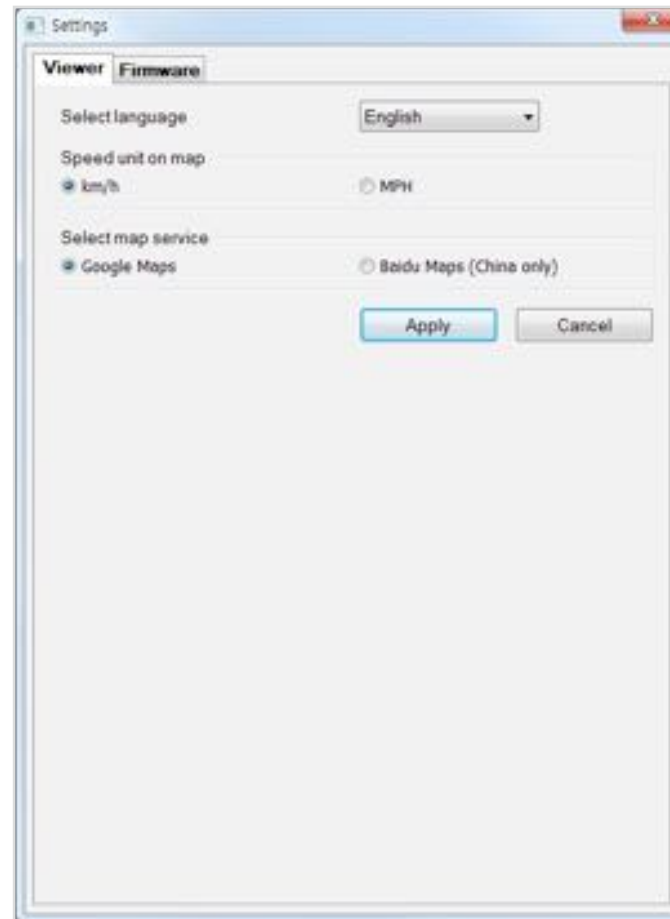 Settings
Viewer Firmware
Select language English
Speed unit on map
km/h MPH
Select map service
Google Maps Baidu Maps (China only)
Apply Cancel